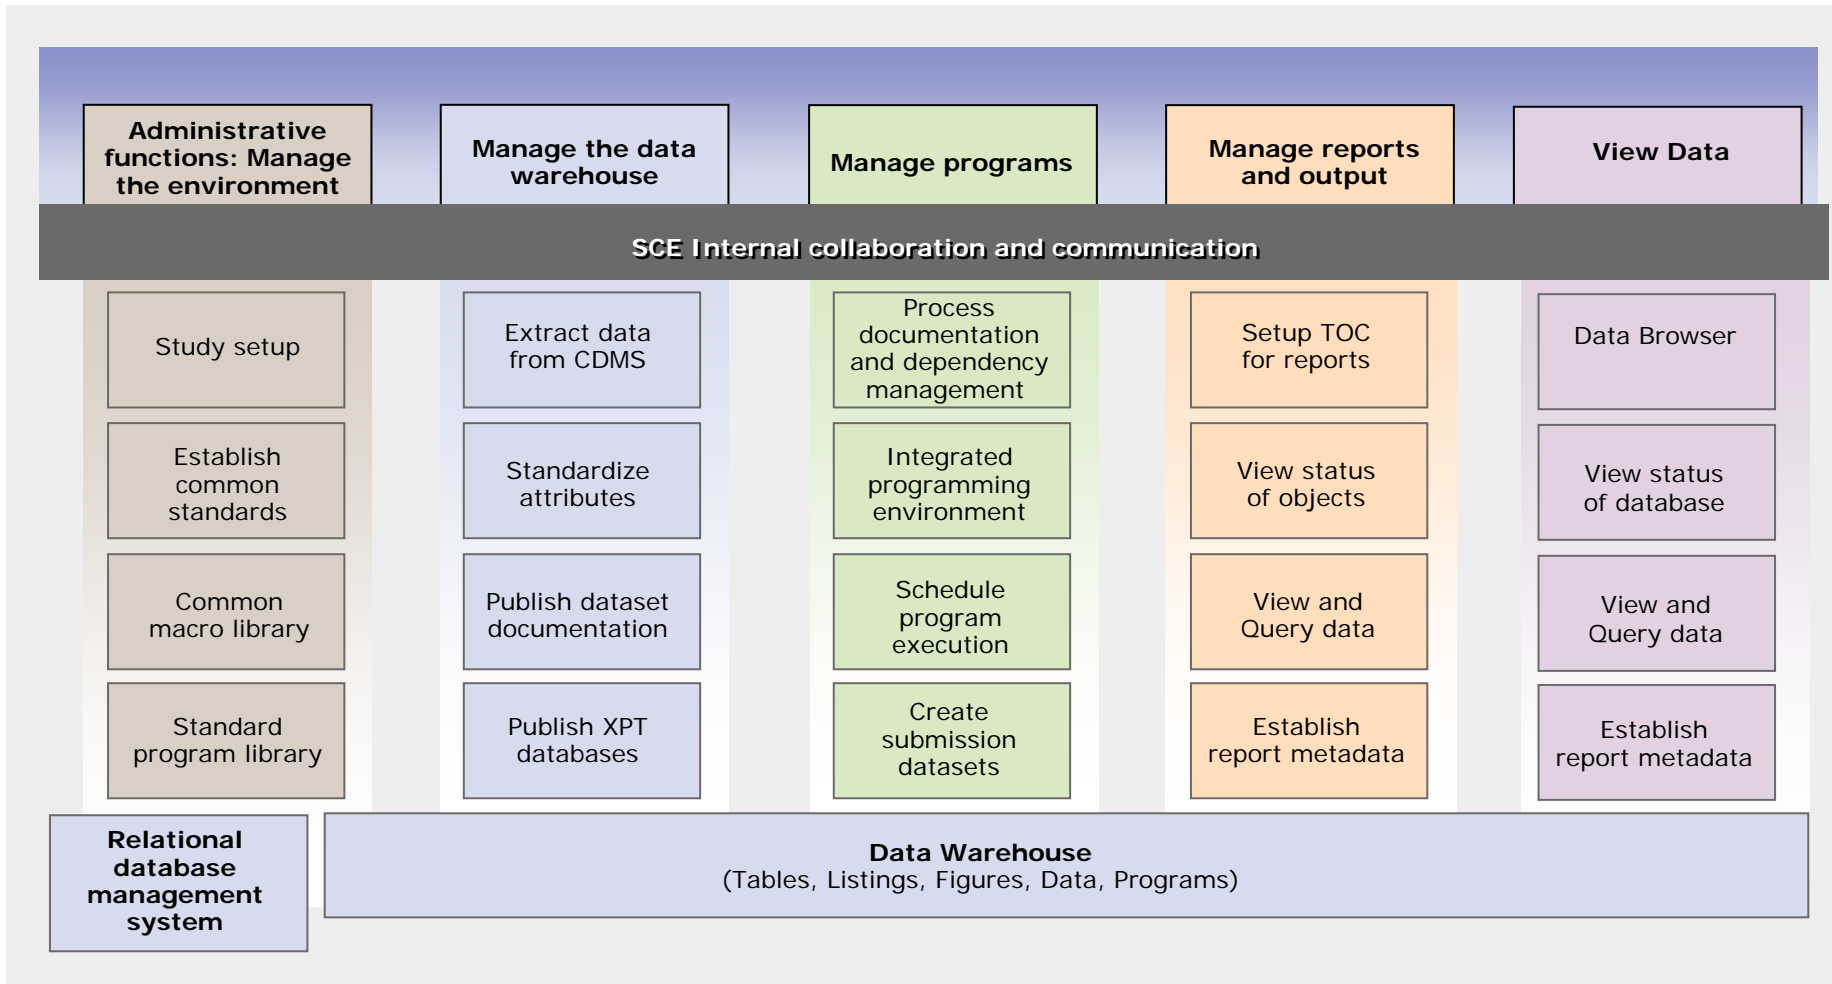 Administrative
functions: Manage
the environment
Manage the data
warehouse
Manage programs
Manage reports
and output
View Data
SCE Internal collaboration and communication
Study setup
Establish
common
standards
Common
macro library
Standard
program library
Extract data
from CDMS
Standardize
attributes
Publish dataset
documentation
Publish XPT
databases
Process
documentation
and dependency
management
Integrated
programming
environment
Schedule
program
execution
Create
submission
datasets
Setup TOC
for reports
View status
of objects
View and
Query data
Establish
report metadata
Data Browser
View status
of database
View and
Query data
Establish
report metadata
Relational
database
management
system
Data Warehouse
(Tables, Listings, Figures, Data, Programs)